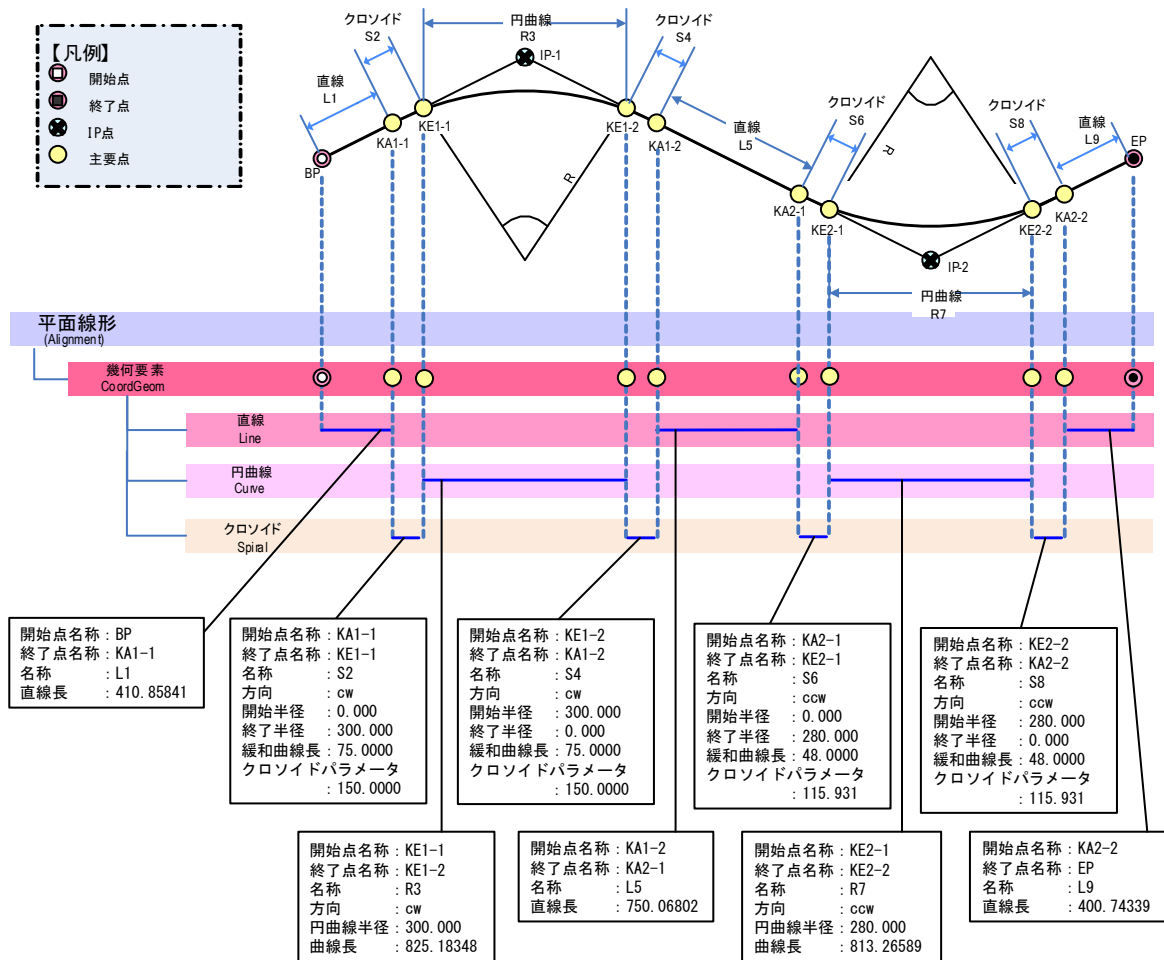 【凡例】
開始点
終了点
IP点
主要点
クロソイド
S2
円曲線
R3
クロソイド
S4
IP-1
直線
L1
KE1-1
KE1-2
KA1-1
KA1-2
BP
R
直線
L5
クロソイド
S6
R
クロソイド
S8
直線
L9
EP
KA2-1
KE2-1
KE2-2
KA2-2
IP-2
円曲線
R7
平面線形
(Alignment)
幾何要素
CoordGeom
直線
Line
円曲線
Curve
クロソイド
Spiral
開始点名称：BP
終了点名称：KA1-1
名称　　　：L1
直線長　　：410.85841
開始点名称：KA1-1
終了点名称：KE1-1
名称　　　：S2
方向　　　：cw
開始半径　：0.000
終了半径　：300.000
緩和曲線長：75.0000
クロソイドパラメータ
：150.0000
開始点名称：KE1-2
終了点名称：KA1-2
名称　　　：S4
方向　　　：cw
開始半径　：300.000
終了半径　：0.000
緩和曲線長：75.0000
クロソイドパラメータ
：150.0000
開始点名称：KA2-1
終了点名称：KE2-1
名称　　　：S6
方向　　　：ccw
開始半径　：0.000
終了半径　：280.000
緩和曲線長：48.0000
クロソイドパラメータ
：115.931
開始点名称：KE2-2
終了点名称：KA2-2
名称　　　：S8
方向　　　：ccw
開始半径　：280.000
終了半径　：0.000
緩和曲線長：48.0000
クロソイドパラメータ
：115.931
開始点名称：KE1-1
終了点名称：KE1-2
名称　　　：R3
方向　　　：cw
円曲線半径：300.000
曲線長　　：825.18348
開始点名称：KA1-2
終了点名称：KA2-1
名称　　　：L5
直線長　　：750.06802
開始点名称：KE2-1
終了点名称：KE2-2
名称　　　：R7
方向　　　：ccw
円曲線半径：280.000
曲線長　　：813.26589
開始点名称：KA2-2
終了点名称：EP
名称　　　：L9
直線長　　：400.74339